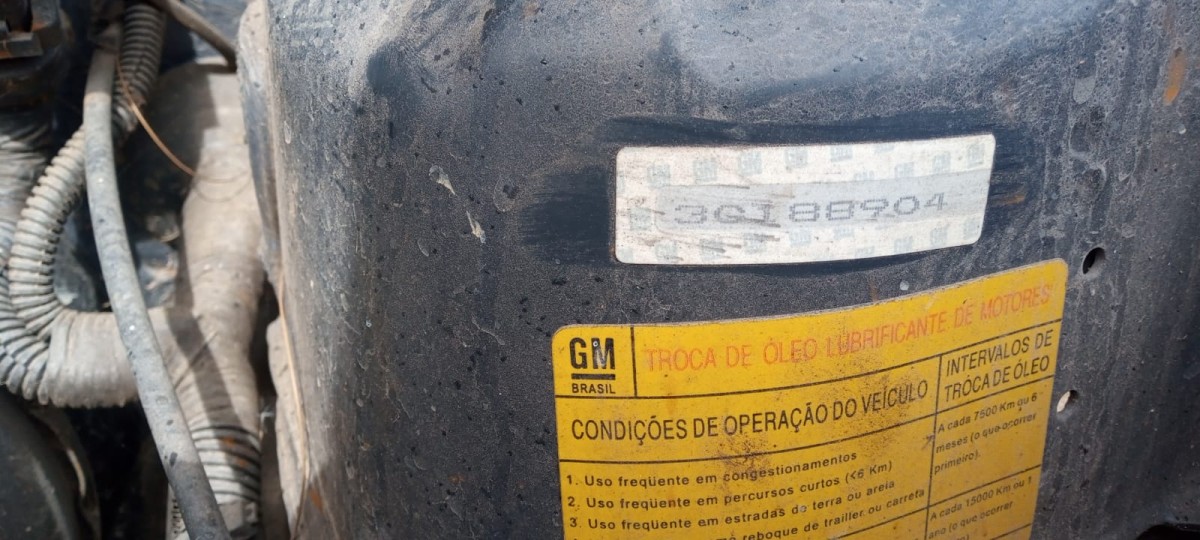 3G188904
GM
BRASIL
TROCA DE ÓLEO LUBRIFICANTE DE MOTORES
CONDIÇÕES DE OPERAÇÃO DO VEÍCULO
INTERVALOS DE
TROCA DE ÓLEO
1. Uso freqüente em congestionamentos
2. Uso freqüente em percursos curtos (<6 Km)
3. Uso freqüente em estradas de terra ou areia
reboque de trailler ou carreta
A cada 7500 Km ou 6
meses (o que ocorrer
primeiro).
A cada 15000 Km ou 1
ano (o que ocorrer